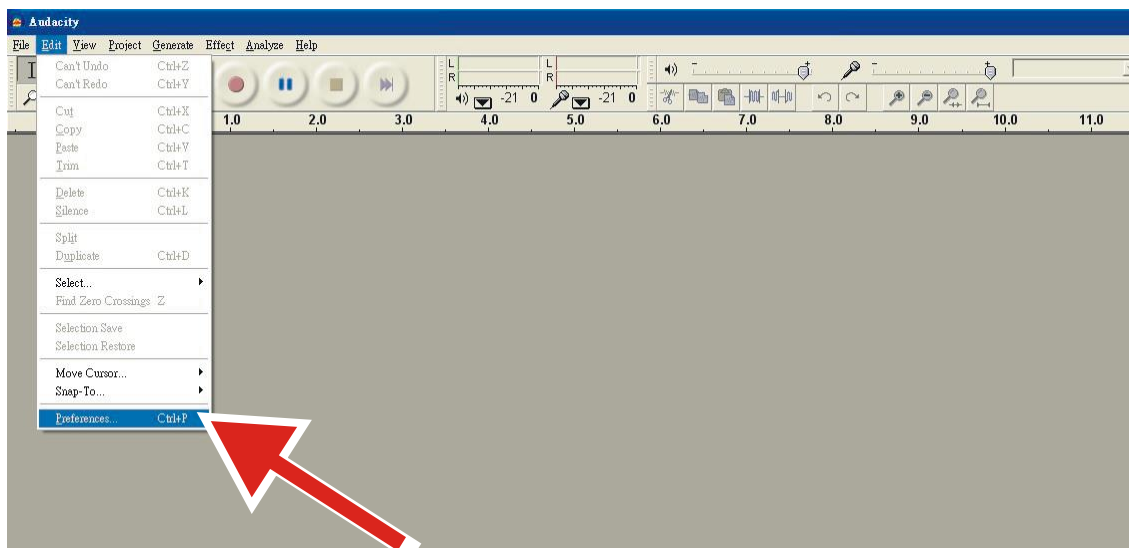 Audacity
File Edit View Project Generate Effect Analyze Help
Can't Undo Ctrl+Z
Can't Redo Ctrl+Y
Cut Ctrl+X
Copy Ctrl+C
Paste Ctrl+V
Trim Ctrl+T
Delete Ctrl+K
Silence Ctrl+L
Split
Duplicate Ctrl+D
Select...
Find Zero Crossings Z
Selection Save
Selection Restore
Move Cursor...
Snap-To...
Preferences... Ctrl+P
L L
R R
-21 0 -21 0
1.0 2.0 3.0 4.0 5.0 6.0 7.0 8.0 9.0 10.0 11.0